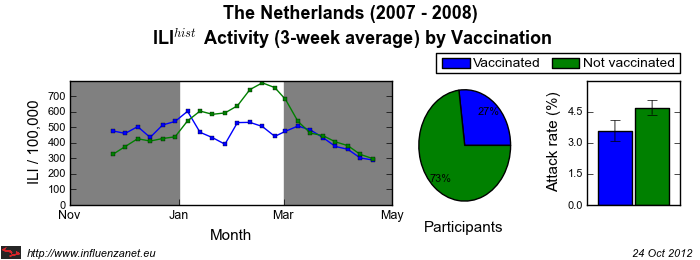 The Netherlands (2007 - 2008)
ILI^hist Activity (3-week average) by Vaccination
Vaccinated Not vaccinated
ILI / 100,000
700
600
500
400
300
200
100
0
Nov Jan Mar May
Month
27%
73%
Participants
Attack rate (%)
4.5
3.0
1.5
0.0
http://www.influenzanet.eu
24 Oct 2012